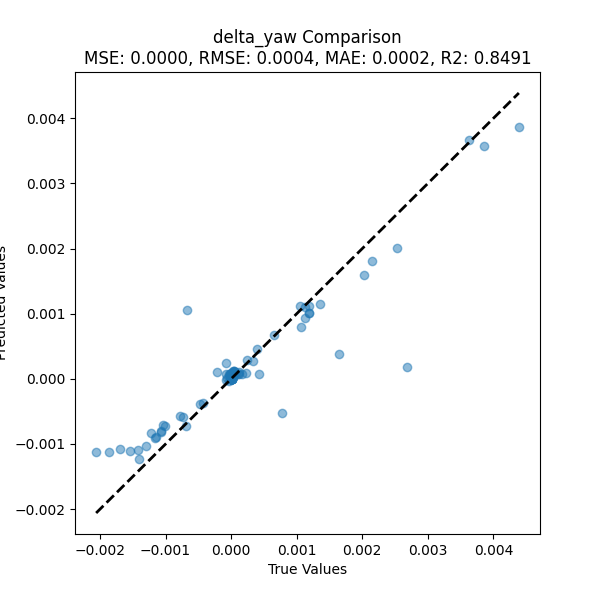 delta_yaw Comparison
MSE: 0.0000, RMSE: 0.0004, MAE: 0.0002, R2: 0.8491
0.004
0.003
0.002
0.001
0.000
−0.001
−0.002
Predicted Values
−0.002 −0.001 0.000 0.001 0.002 0.003 0.004
True Values